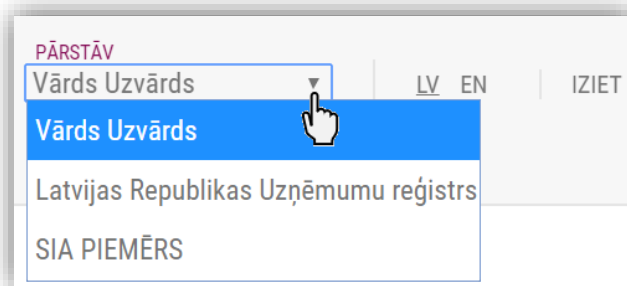 PĀRSTĀV
Vārds Uzvārds LV EN IZIET
Vārds Uzvārds
Latvijas Republikas Uzņēmumu reģistrs
SIA PIEMĒRS